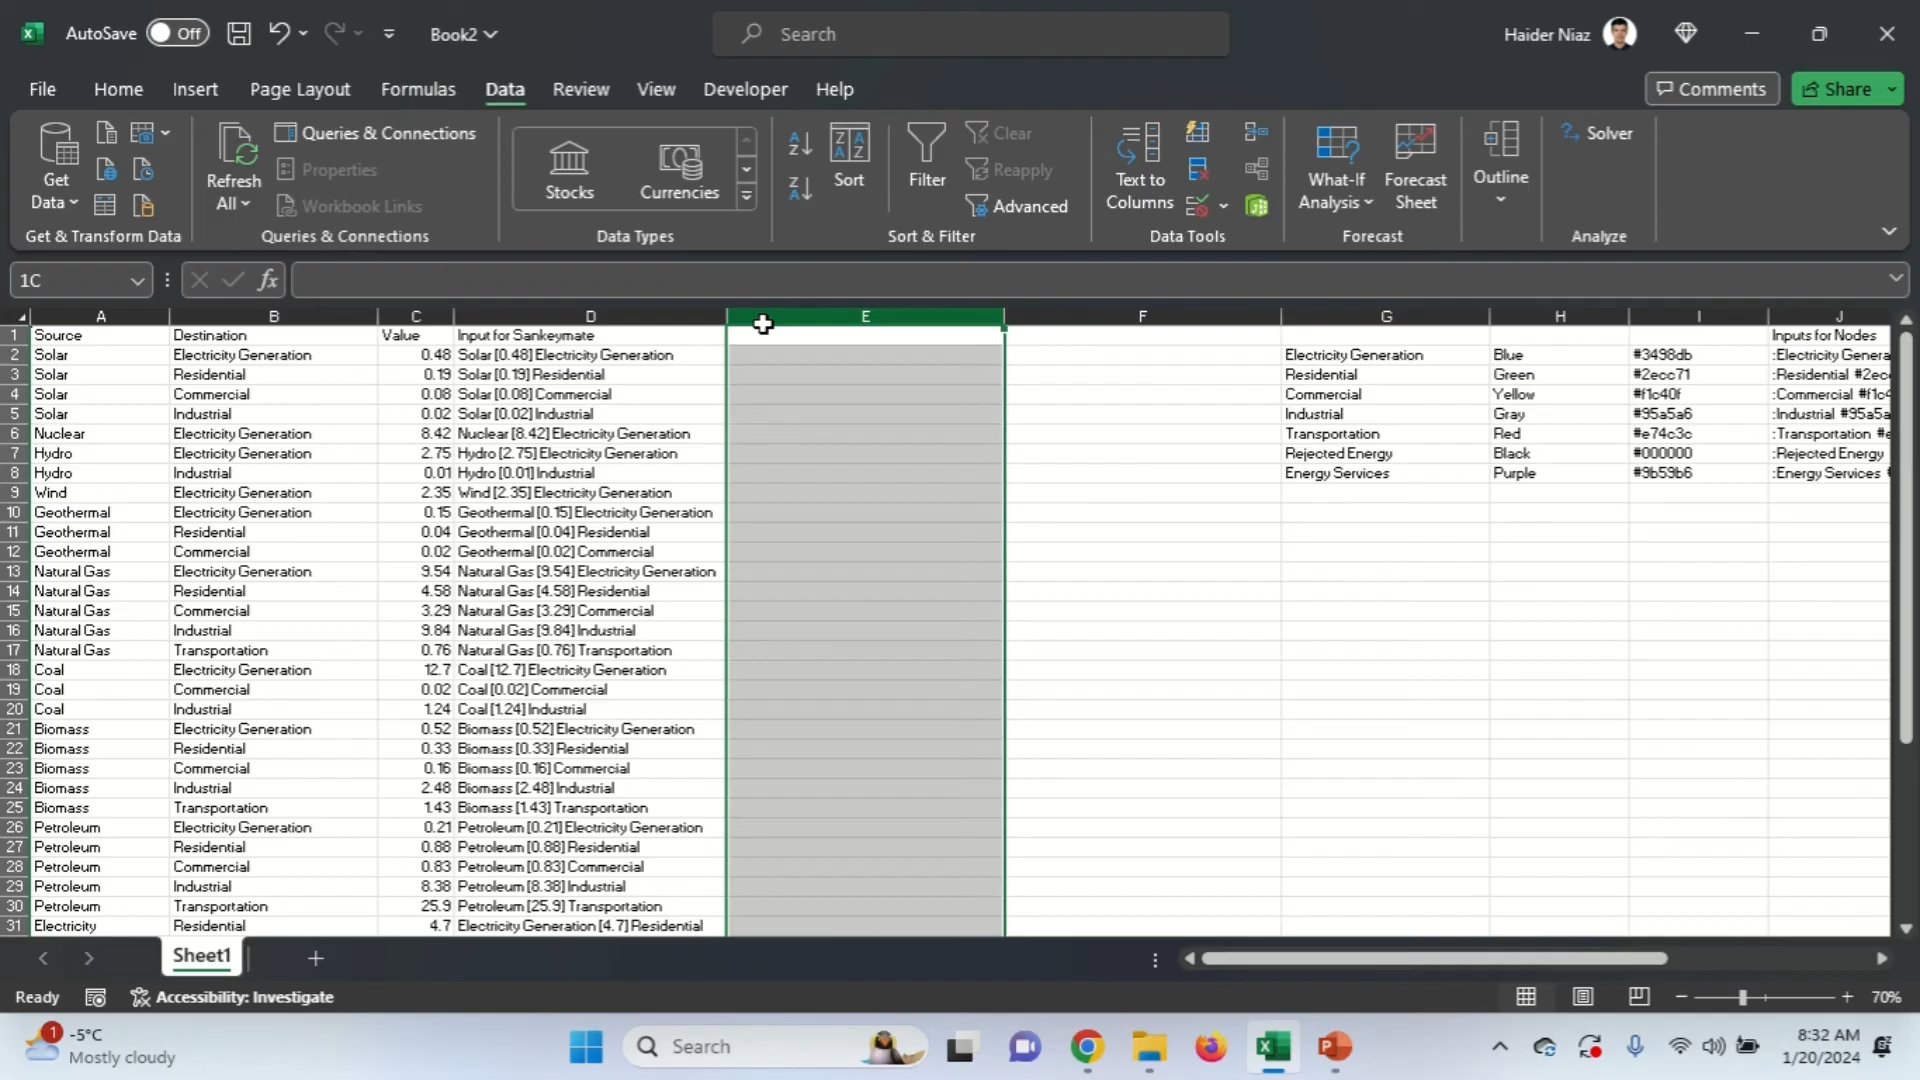 AutoSave Off Book2 Search Haider Niaz
File Home Insert Page Layout Formulas Data Review View Developer Help Comments Share
Get Data
Get & Transform Data
Refresh All
Queries & Connections
Properties
Workbook Links
Queries & Connections
Stocks Currencies
Data Types
Sort
Filter
Clear
Reapply
Advanced
Sort & Filter
Text to Columns
Data Tools
What-If Analysis
Forecast Sheet
Forecast
Outline
Solver
Analyze
1C fx
A B C D E F G H I J
1 Source Destination Value Input for Sankeymate Inputs for Nodes
2 Solar Electricity Generation 0.48 Solar [0.48] Electricity Generation Electricity Generation Blue #3498db :Electricity Genera
3 Solar Residential 0.19 Solar [0.19] Residential Residential Green #2ecc71 :Residential #2ec
4 Solar Commercial 0.08 Solar [0.08] Commercial Commercial Yellow #f1c40f :Commercial #f1c4
5 Solar Industrial 0.02 Solar [0.02] Industrial Industrial Gray #95a5a6 :Industrial #95a5a
6 Nuclear Electricity Generation 8.42 Nuclear [8.42] Electricity Generation Transportation Red #e74c3c :Transportation #e
7 Hydro Electricity Generation 2.75 Hydro [2.75] Electricity Generation Rejected Energy Black #000000 :Rejected Energy
8 Hydro Industrial 0.01 Hydro [0.01] Industrial Energy Services Purple #9b59b6 :Energy Services
9 Wind Electricity Generation 2.35 Wind [2.35] Electricity Generation
10 Geothermal Electricity Generation 0.15 Geothermal [0.15] Electricity Generation
11 Geothermal Residential 0.04 Geothermal [0.04] Residential
12 Geothermal Commercial 0.02 Geothermal [0.02] Commercial
13 Natural Gas Electricity Generation 9.54 Natural Gas [9.54] Electricity Generation
14 Natural Gas Residential 4.58 Natural Gas [4.58] Residential
15 Natural Gas Commercial 3.29 Natural Gas [3.29] Commercial
16 Natural Gas Industrial 9.84 Natural Gas [9.84] Industrial
17 Natural Gas Transportation 0.76 Natural Gas [0.76] Transportation
18 Coal Electricity Generation 12.7 Coal [12.7] Electricity Generation
19 Coal Commercial 0.02 Coal [0.02] Commercial
20 Coal Industrial 1.24 Coal [1.24] Industrial
21 Biomass Electricity Generation 0.52 Biomass [0.52] Electricity Generation
22 Biomass Residential 0.33 Biomass [0.33] Residential
23 Biomass Commercial 0.16 Biomass [0.16] Commercial
24 Biomass Industrial 2.48 Biomass [2.48] Industrial
25 Biomass Transportation 1.43 Biomass [1.43] Transportation
26 Petroleum Electricity Generation 0.21 Petroleum [0.21] Electricity Generation
27 Petroleum Residential 0.88 Petroleum [0.88] Residential
28 Petroleum Commercial 0.83 Petroleum [0.83] Commercial
29 Petroleum Industrial 8.38 Petroleum [8.38] Industrial
30 Petroleum Transportation 25.9 Petroleum [25.9] Transportation
31 Electricity Residential 4.7 Electricity Generation [4.7] Residential
Sheet1
Ready Accessibility: Investigate 70%
1 -5°C
Mostly cloudy
Search
8:32 AM
1/20/2024